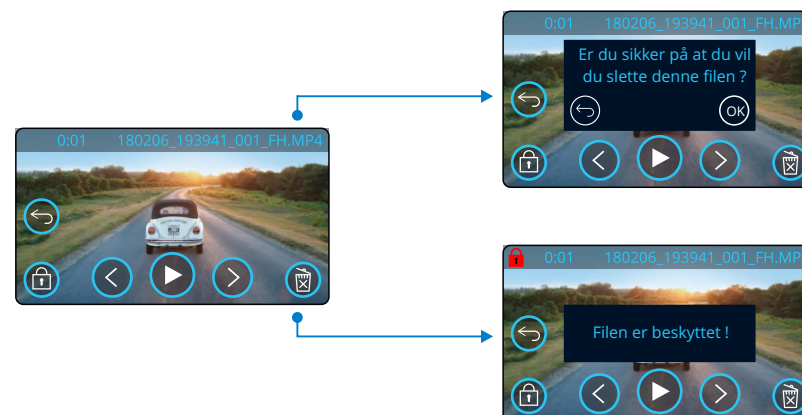 0:01 180206_193941_001_FH.MP4
0:01 180206_193941_001_FH.MP
Er du sikker på at du vil
du slette denne filen ?
OK
0:01 180206_193941_001_FH.MP
Filen er beskyttet !